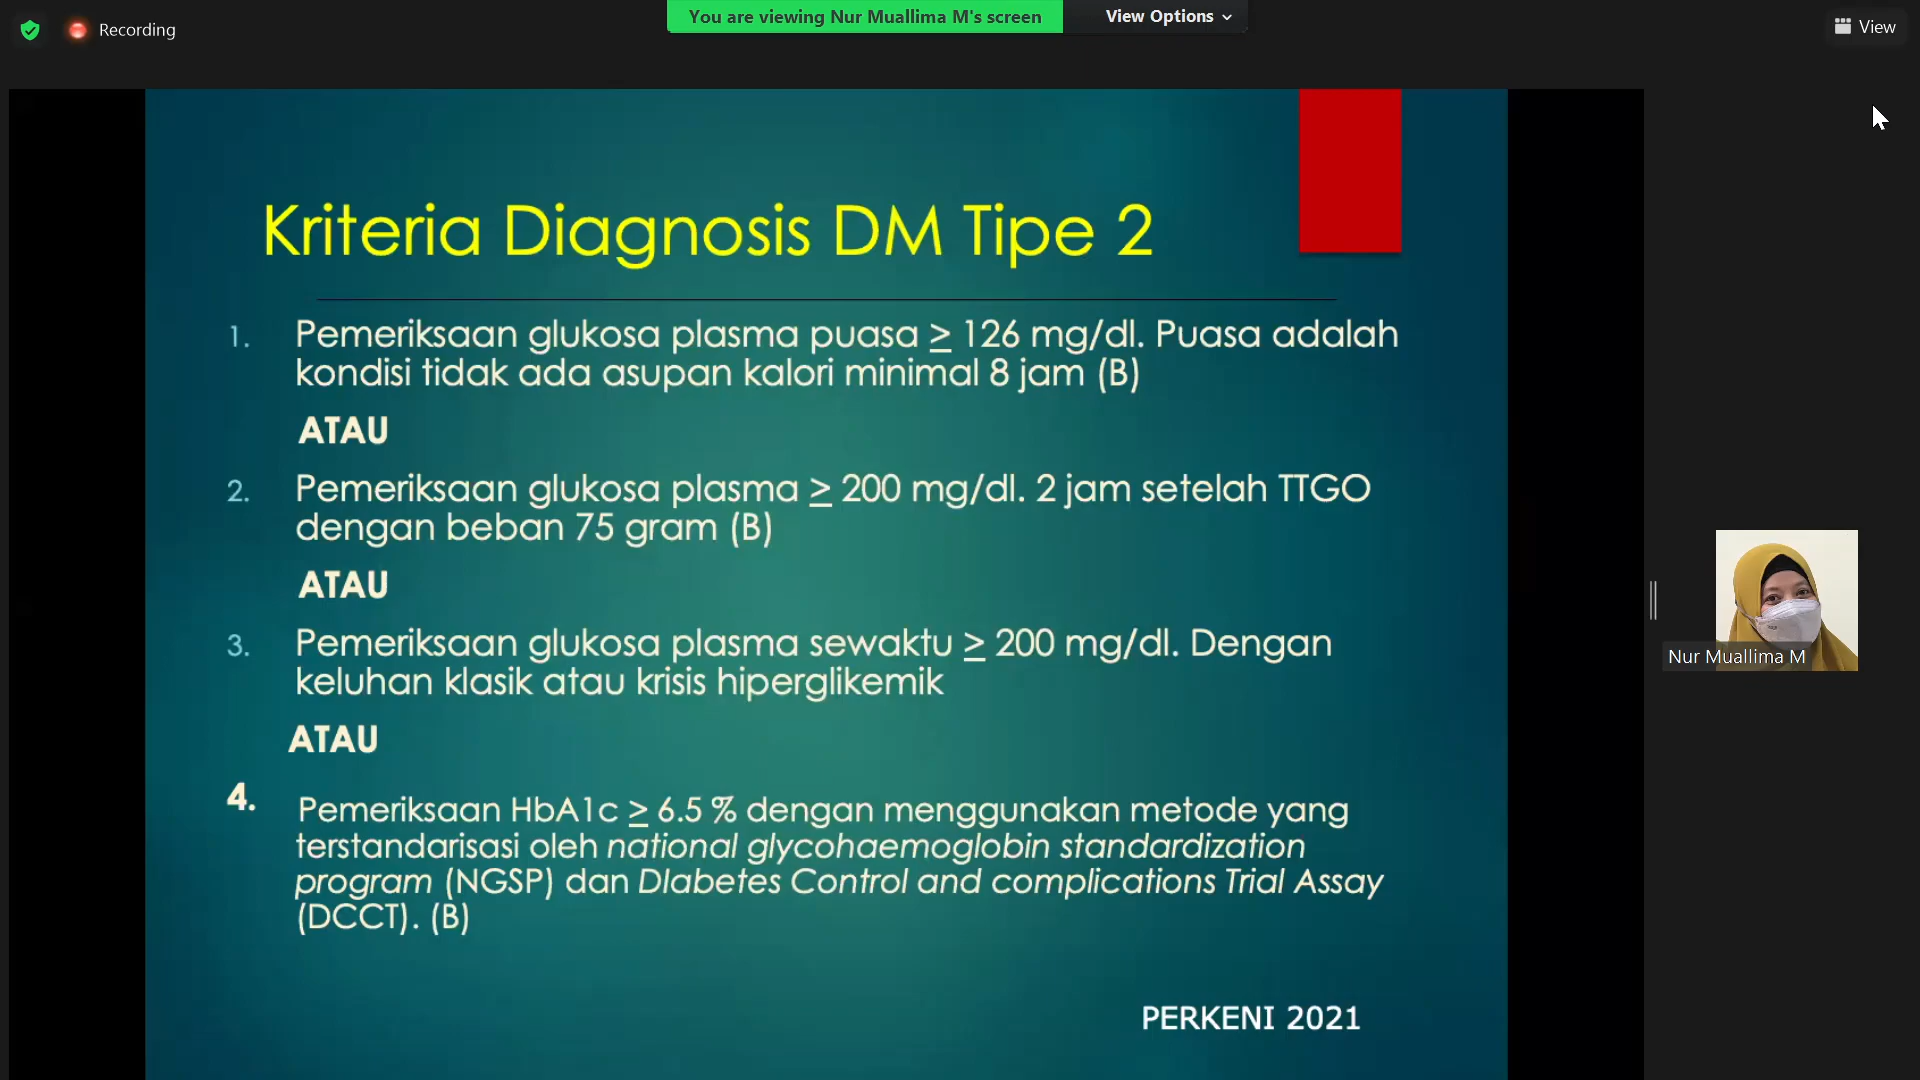 Recording
You are viewing Nur Muallima M's screen
View Options
View
Kriteria Diagnosis DM Tipe 2
1. Pemeriksaan glukosa plasma puasa ≥ 126 mg/dl. Puasa adalah
kondisi tidak ada asupan kalori minimal 8 jam (B)
ATAU
2. Pemeriksaan glukosa plasma ≥ 200 mg/dl. 2 jam setelah TTGO
dengan beban 75 gram (B)
ATAU
3. Pemeriksaan glukosa plasma sewaktu ≥ 200 mg/dl. Dengan
keluhan klasik atau krisis hiperglikemik
ATAU
4. Pemeriksaan HbA1c ≥ 6.5 % dengan menggunakan metode yang
terstandarisasi oleh national glycohaemoglobin standardization
program (NGSP) dan DIabetes Control and complications Trial Assay
(DCCT). (B)
PERKENI 2021
Nur Muallima M